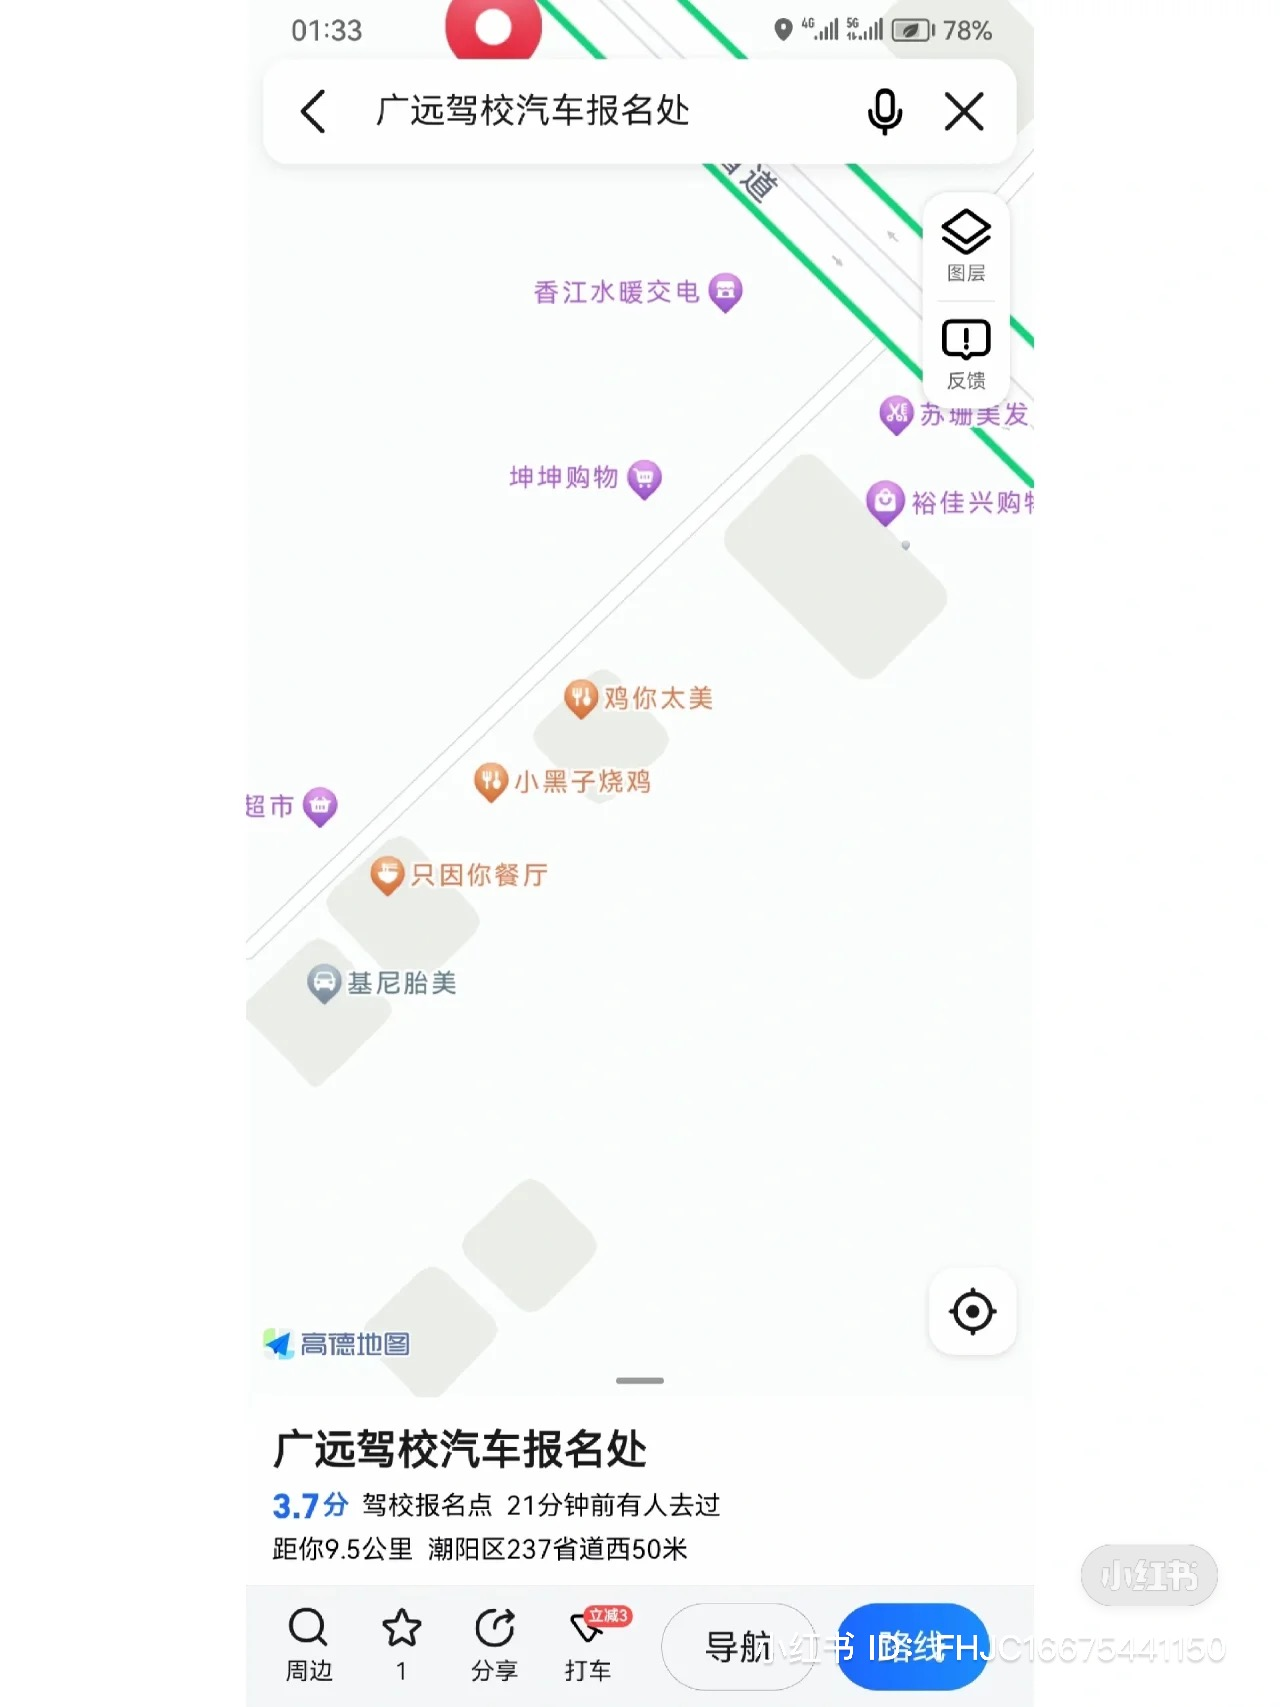 01:33
4G 5G 78%
广远驾校汽车报名处
省道
图层
反馈
香江水暖交电
苏珊美发
坤坤购物
裕佳兴购物
鸡你太美
小黑子烧鸡
超市
只因你餐厅
基尼胎美
高德地图
广远驾校汽车报名处
3.7分 驾校报名点 21分钟前有人去过
距你9.5公里 潮阳区237省道西50米
小红书
立减3
周边 1 分享 打车 导航 路线
小红书 ID: FHJC16675441150